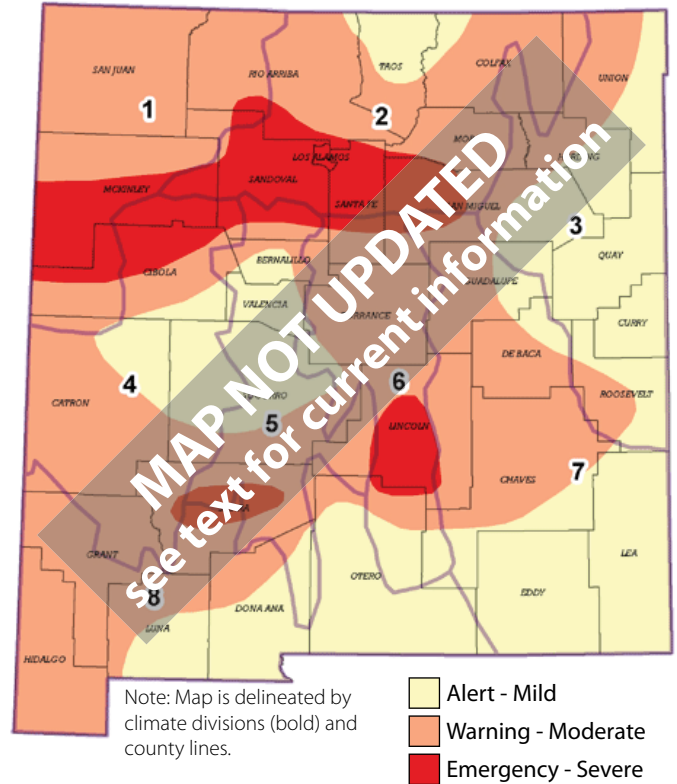 SAN JUAN
RIO ARRIBA
TAOS
COLFAX
UNION
1
2
LOS ALAMOS
MCKINLEY
SANDOVAL
SANTA FE
SAN MIGUEL
3
QUAY
CIBOLA
BERNALILLO
GUADALUPE
VALENCIA
CURRY
DE BACA
4
6
CATRON
ROOSEVELT
5
LINCOLN
CHAVES
7
MAP NOT UPDATED
see text for current information
GRANT
LEA
OTERO
EDDY
8
DONA ANA
LUNA
HIDALGO
Note: Map is delineated by
climate divisions (bold) and
county lines.
Alert - Mild
Warning - Moderate
Emergency - Severe